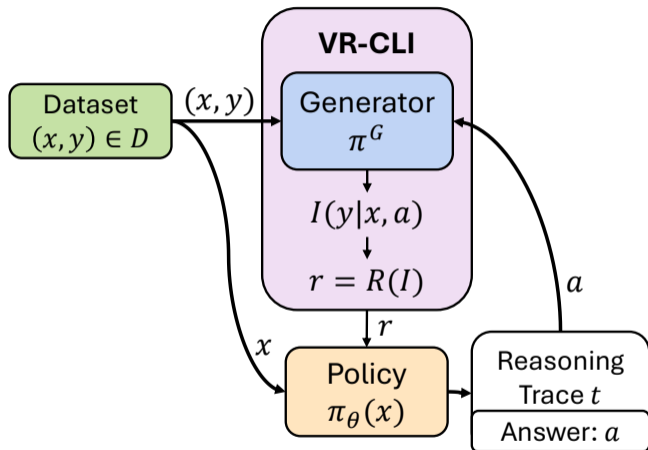 VR-CLI
Dataset
(x, y) ∈ D
(x, y)
Generator
π^G
I(y|x, a)
r = R(I)
r
x
a
Policy
π_θ(x)
Reasoning
Trace t
Answer: a